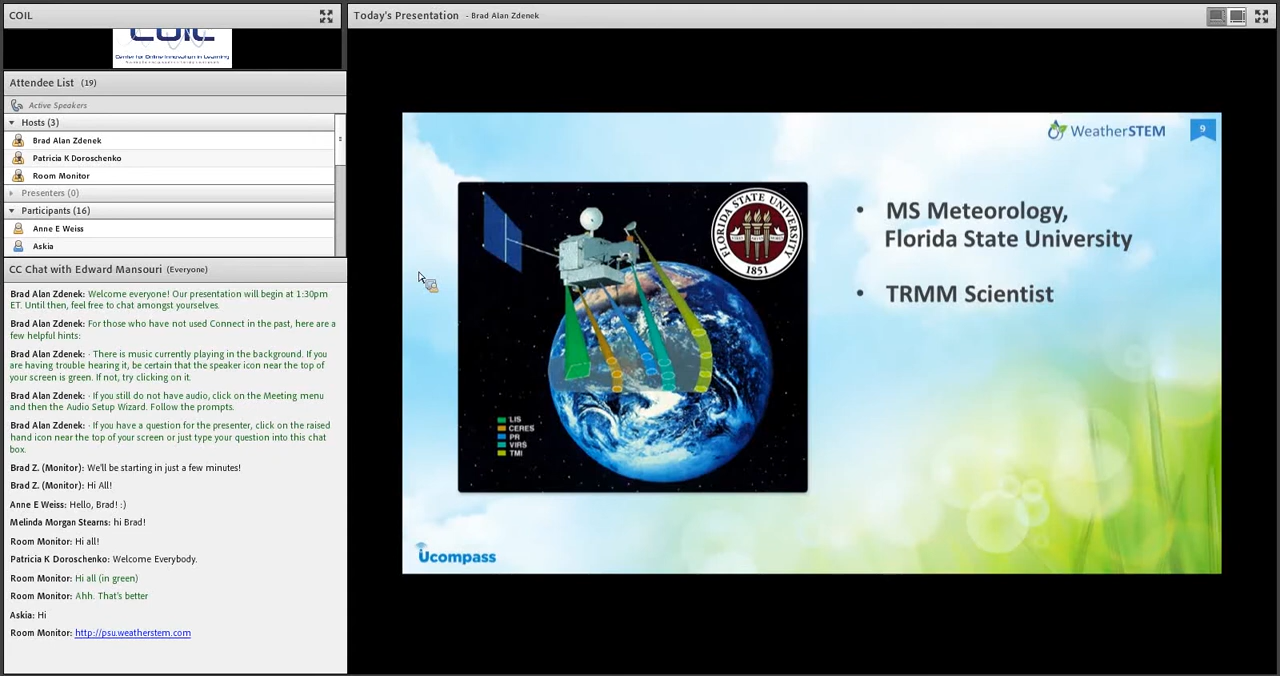 COIL
Center for Online Innovation in Learning
Attendee List (19)
Active Speakers
Hosts (3)
Brad Alan Zdenek
Patricia K Doroschenko
Room Monitor
Presenters (0)
Participants (16)
Anne E Weiss
Askia
CC Chat with Edward Mansouri (Everyone)
Brad Alan Zdenek: Welcome everyone! Our presentation will begin at 1:30pm
ET. Until then, feel free to chat amongst yourselves.
Brad Alan Zdenek: For those who have not used Connect in the past, here are a
few helpful hints:
Brad Alan Zdenek: · There is music currently playing in the background. If you
are having trouble hearing it, be certain that the speaker icon near the top of
your screen is green. If not, try clicking on it.
Brad Alan Zdenek: · If you still do not have audio, click on the Meeting menu
and then the Audio Setup Wizard. Follow the prompts.
Brad Alan Zdenek: · If you have a question for the presenter, click on the raised
hand icon near the top of your screen or just type your question into this chat
box.
Brad Z. (Monitor): We'll be starting in just a few minutes!
Brad Z. (Monitor): Hi All!
Anne E Weiss: Hello, Brad! :)
Melinda Morgan Stearns: hi Brad!
Room Monitor: Hi all!
Patricia K Doroschenko: Welcome Everybody.
Room Monitor: Hi all (in green)
Room Monitor: Ahh. That's better
Askia: Hi
Room Monitor: http://psu.weatherstem.com
Today's Presentation - Brad Alan Zdenek
WeatherSTEM
9
FLORIDA STATE UNIVERSITY
1851
LIS
CERES
PR
VIRS
TMI
• MS Meteorology,
Florida State University
• TRMM Scientist
Ucompass